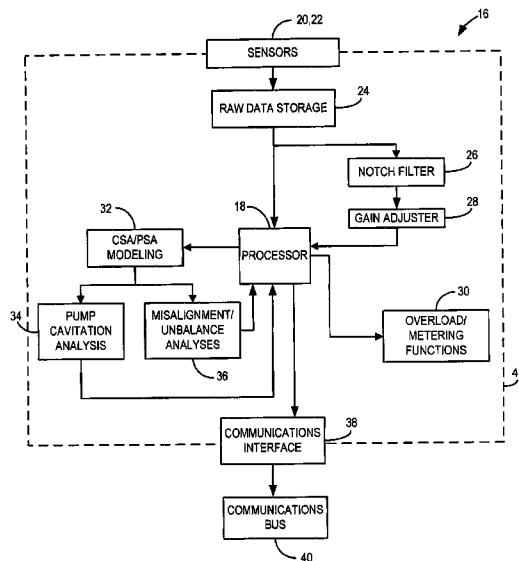 20,22
16
SENSORS
RAW DATA STORAGE
24
NOTCH FILTER
26
GAIN ADJUSTER
28
32
CSA/PSA
MODELING
18
PROCESSOR
34
PUMP
CAVITATION
ANALYSIS
MISALIGNMENT/
UNBALANCE
ANALYSES
36
30
OVERLOAD/
METERING
FUNCTIONS
4
COMMUNICATIONS
INTERFACE
38
COMMUNICATIONS
BUS
40